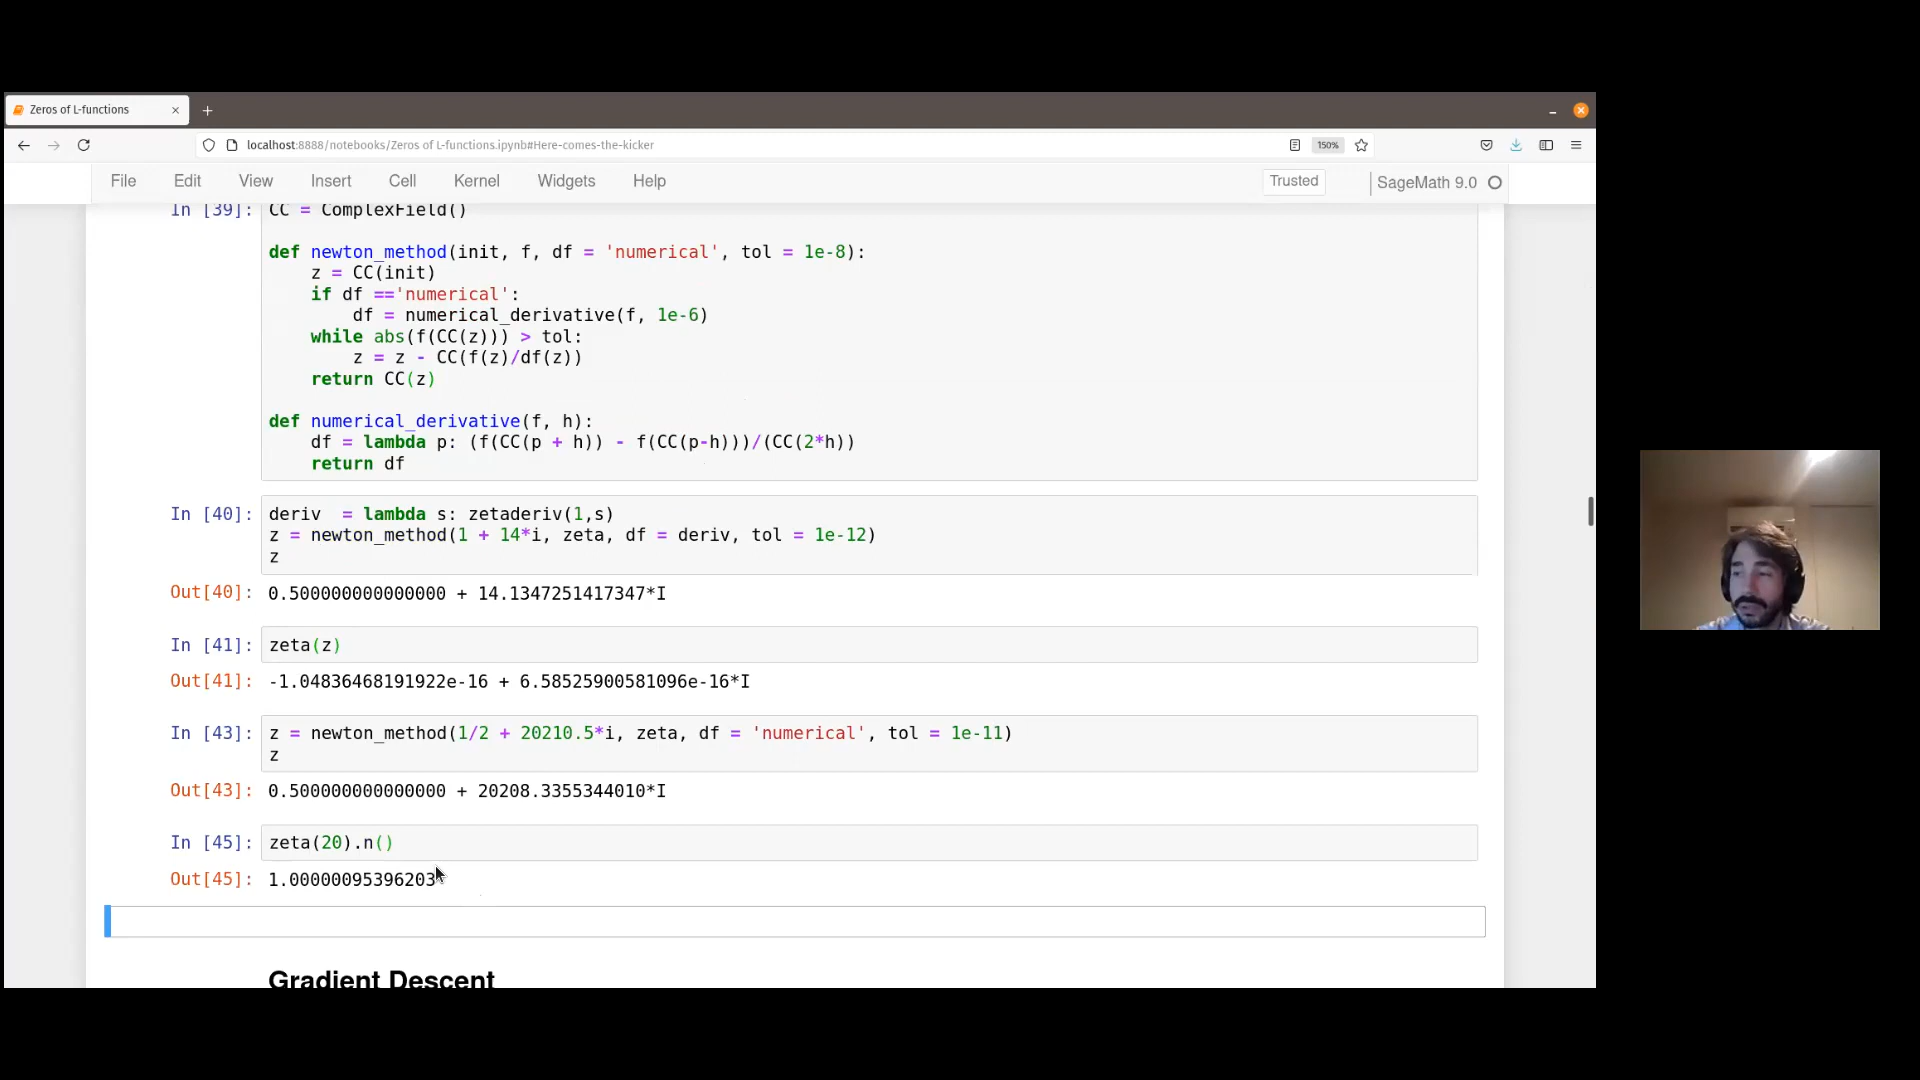 Zeros of L-functions
localhost:8888/notebooks/Zeros of L-functions.ipynb#Here-comes-the-kicker
150%
File Edit View Insert Cell Kernel Widgets Help Trusted SageMath 9.0
In [39]: CC = ComplexField()
def newton_method(init, f, df = 'numerical', tol = 1e-8):
    z = CC(init)
    if df =='numerical':
        df = numerical_derivative(f, 1e-6)
    while abs(f(CC(z))) > tol:
        z = z - CC(f(z)/df(z))
    return CC(z)
def numerical_derivative(f, h):
    df = lambda p: (f(CC(p + h)) - f(CC(p-h)))/(CC(2*h))
    return df
In [40]: deriv  = lambda s: zetaderiv(1,s)
z = newton_method(1 + 14*i, zeta, df = deriv, tol = 1e-12)
z
Out[40]: 0.500000000000000 + 14.1347251417347*I
In [41]: zeta(z)
Out[41]: -1.04836468191922e-16 + 6.58525900581096e-16*I
In [43]: z = newton_method(1/2 + 20210.5*i, zeta, df = 'numerical', tol = 1e-11)
z
Out[43]: 0.500000000000000 + 20208.3355344010*I
In [45]: zeta(20).n()
Out[45]: 1.00000095396203
Gradient Descent